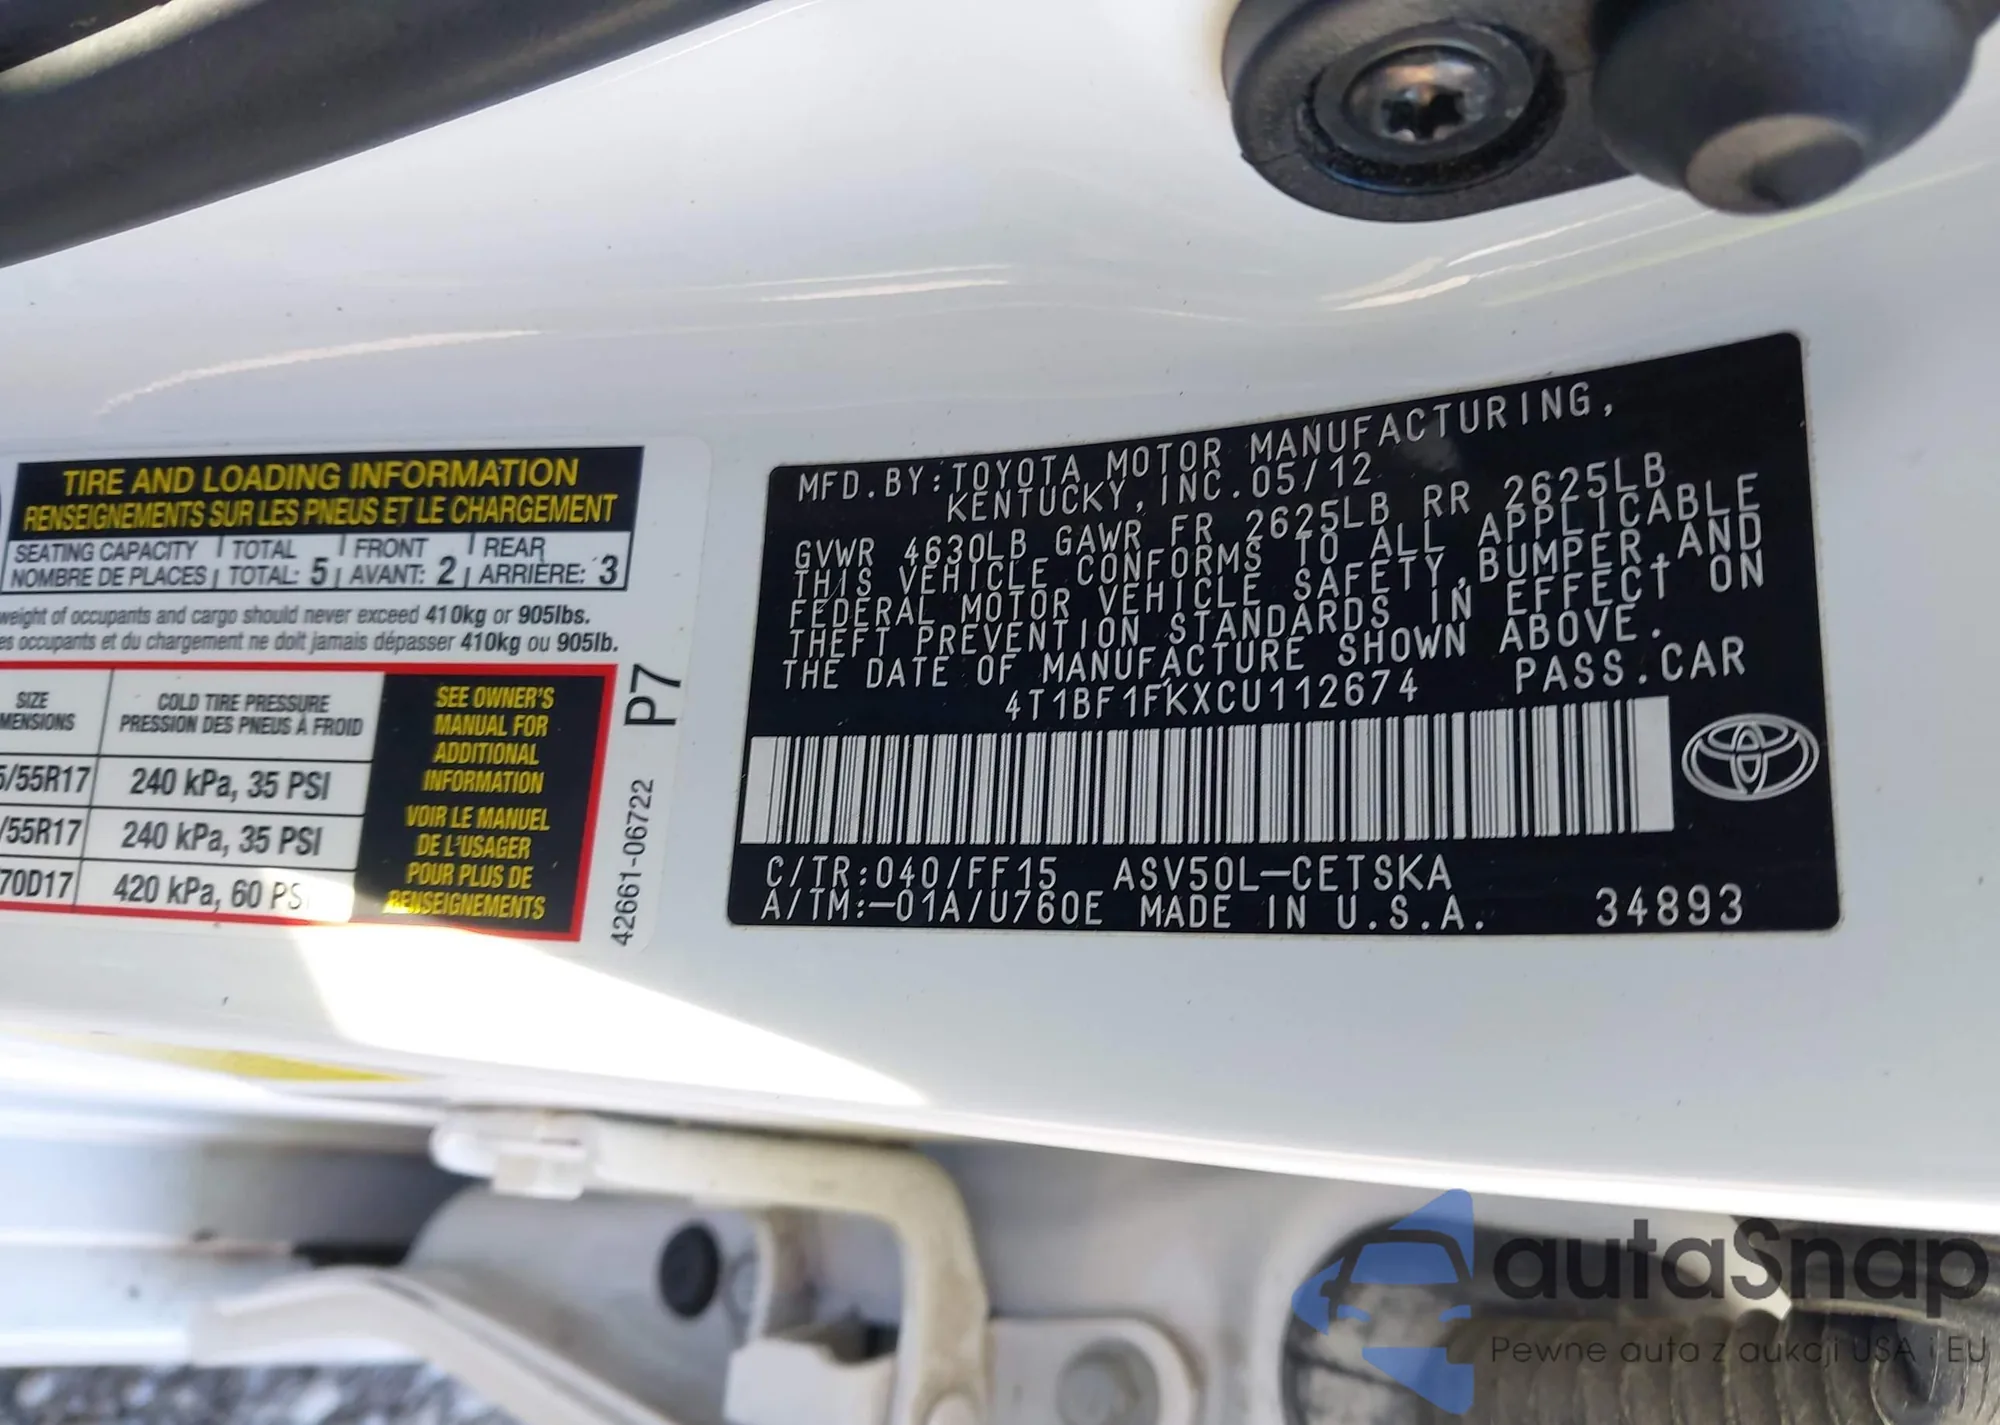 TIRE AND LOADING INFORMATION
RENSEIGNEMENTS SUR LES PNEUS ET LE CHARGEMENT
SEATING CAPACITY TOTAL FRONT REAR
NOMBRE DE PLACES TOTAL: 5 AVANT: 2 ARRIÈRE: 3
weight of occupants and cargo should never exceed 410kg or 905lbs.
es occupants et du chargement ne doit jamais dépasser 410kg ou 905lb.
SIZE COLD TIRE PRESSURE
MENSIONS PRESSION DES PNEUS À FROID
5/55R17 240 kPa, 35 PSI
/55R17 240 kPa, 35 PSI
70D17 420 kPa, 60 PS
SEE OWNER'S
MANUAL FOR
ADDITIONAL
INFORMATION
VOIR LE MANUEL
DE L'USAGER
POUR PLUS DE
RENSEIGNEMENTS
42661-06722 P7
MFD.BY:TOYOTA MOTOR MANUFACTURING,
KENTUCKY,INC.05/12
GVWR 4630LB GAWR FR 2625LB RR 2625LB
THIS VEHICLE CONFORMS TO ALL APPLICABLE
FEDERAL MOTOR VEHICLE SAFETY,BUMPER,AND
THEFT PREVENTION STANDARDS IN EFFECT ON
THE DATE OF MANUFACTURE SHOWN ABOVE.
4T1BF1FKXCU112674 PASS.CAR
C/TR:040/FF15 ASV50L-CETSKA
A/TM:-01A/U760E MADE IN U.S.A. 34893
autaSnap
Pewne auta z aukcji USA i EU